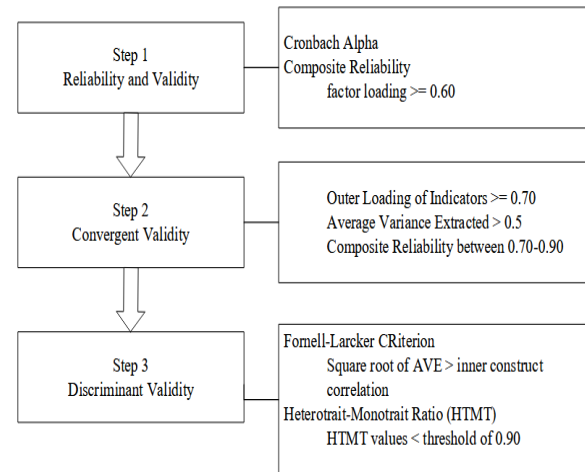 Step 1
Reliability and Validity
Cronbach Alpha
Composite Reliability
factor loading >= 0.60
Step 2
Convergent Validity
Outer Loading of Indicators >= 0.70
Average Variance Extracted > 0.5
Composite Reliability between 0.70-0.90
Step 3
Discriminant Validity
Fornell-Larcker CRiterion
Square root of AVE > inner construct
correlation
Heterotrait-Monotrait Ratio (HTMT)
HTMT values < threshold of 0.90